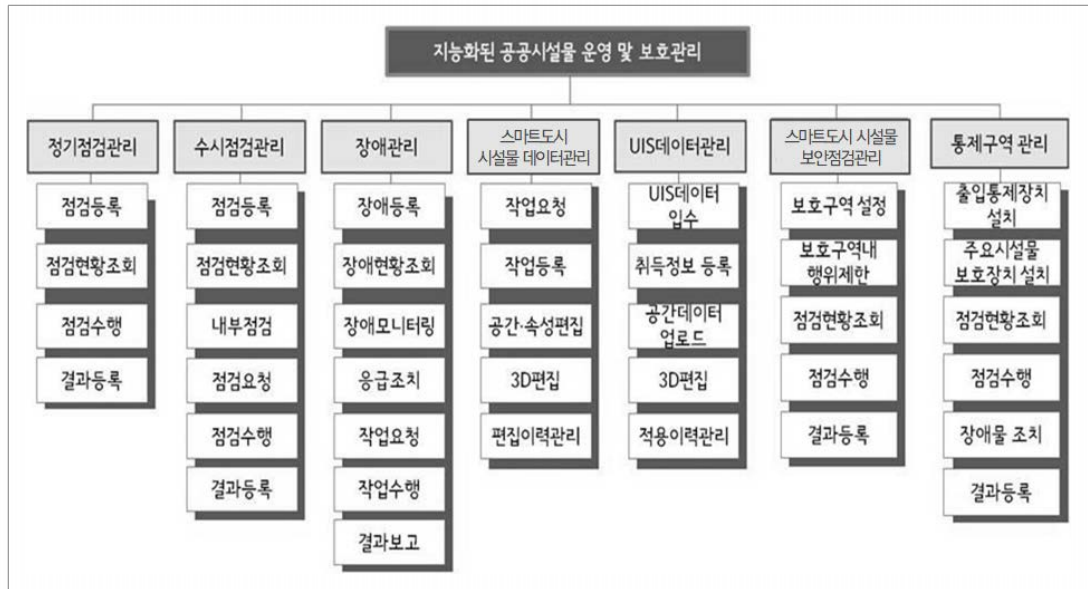 지능화된 공공시설물 운영 및 보호관리
정기점검관리
점검등록
점검현황조회
점검수행
결과등록
수시점검관리
점검등록
점검현황조회
내부점검
점검요청
점검수행
결과등록
장애관리
장애등록
장애현황조회
장애모니터링
응급조치
작업요청
작업수행
결과보고
스마트도시
시설물 데이터관리
작업요청
작업등록
공간·속성편집
3D편집
편집이력관리
UIS데이터관리
UIS데이터
입수
취득정보 등록
공간데이터
업로드
3D편집
적용이력관리
스마트도시 시설물
보안점검관리
보호구역 설정
보호구역내
행위제한
점검현황조회
점검수행
결과등록
통제구역 관리
출입통제장치
설치
주요시설물
보호장치 설치
점검현황조회
점검수행
장애물 조치
결과등록